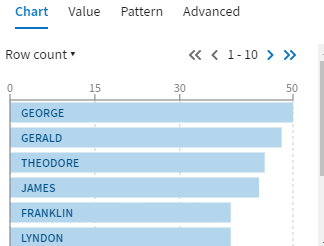 Chart Value Pattern Advanced
Row count 1 - 10
0 15 30 50
GEORGE
GERALD
THEODORE
JAMES
FRANKLIN
LYNDON